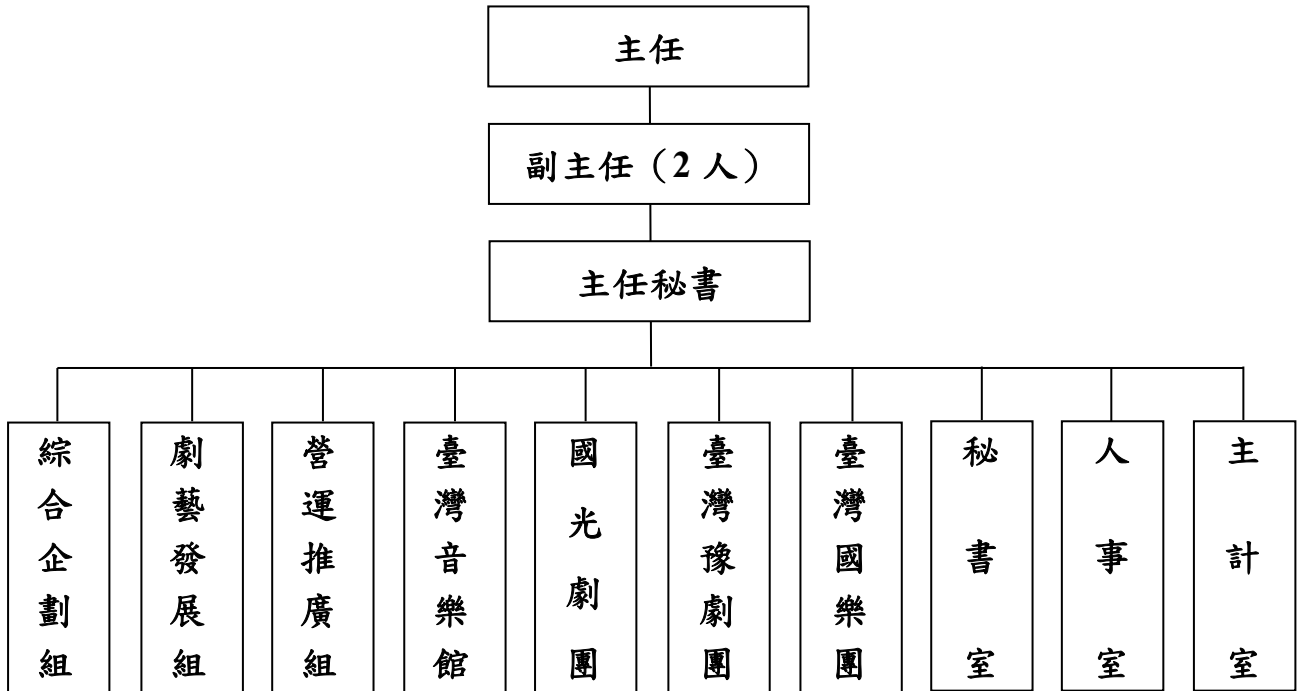 主任
副主任（2 人）
主任秘書
綜合企劃組
劇藝發展組
營運推廣組
臺灣音樂館
國光劇團
臺灣豫劇團
臺灣國樂團
秘書室
人事室
主計室